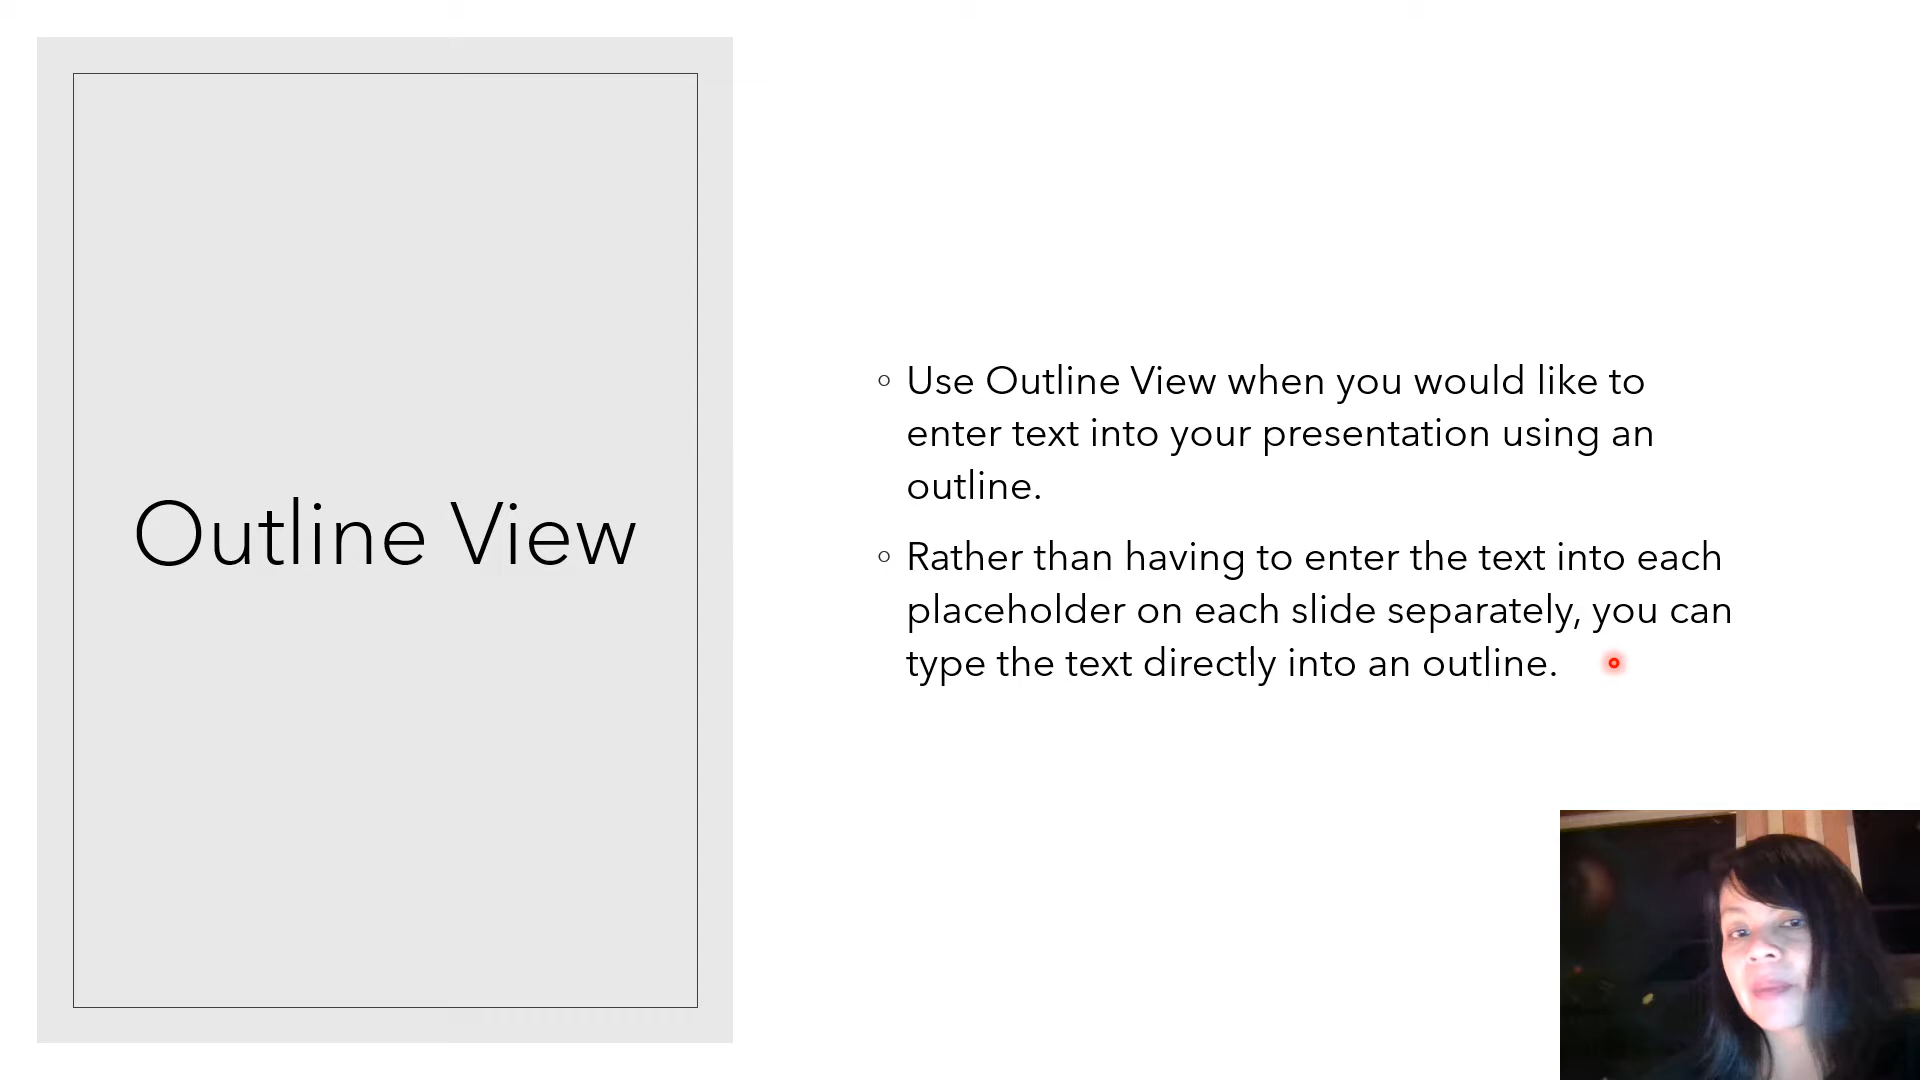 Outline View
◦ Use Outline View when you would like to
enter text into your presentation using an
outline.
◦ Rather than having to enter the text into each
placeholder on each slide separately, you can
type the text directly into an outline.